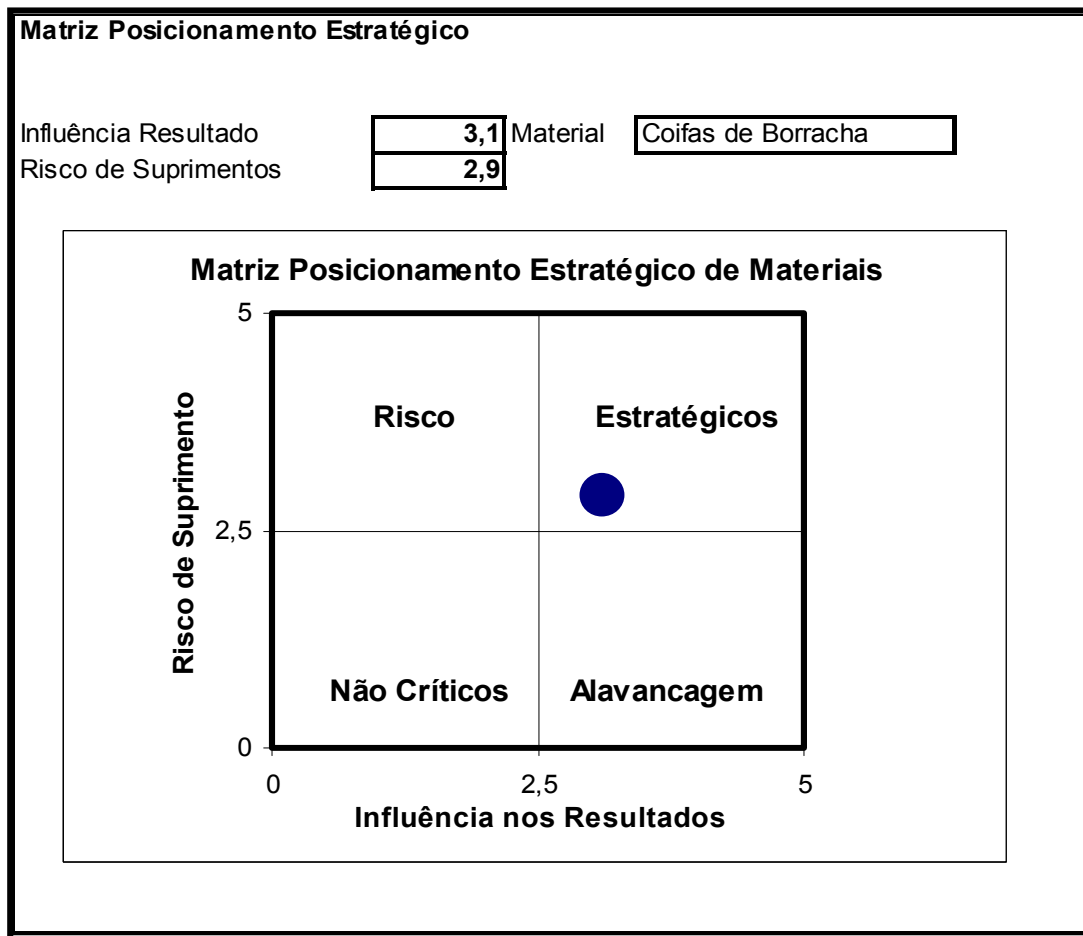 Matriz Posicionamento Estratégico
Influência Resultado 3,1 Material Coifas de Borracha
Risco de Suprimentos 2,9
Matriz Posicionamento Estratégico de Materiais
5
Risco Estratégicos
Risco de Suprimento
2,5
Não Críticos Alavancagem
0
0 2,5 5
Influência nos Resultados